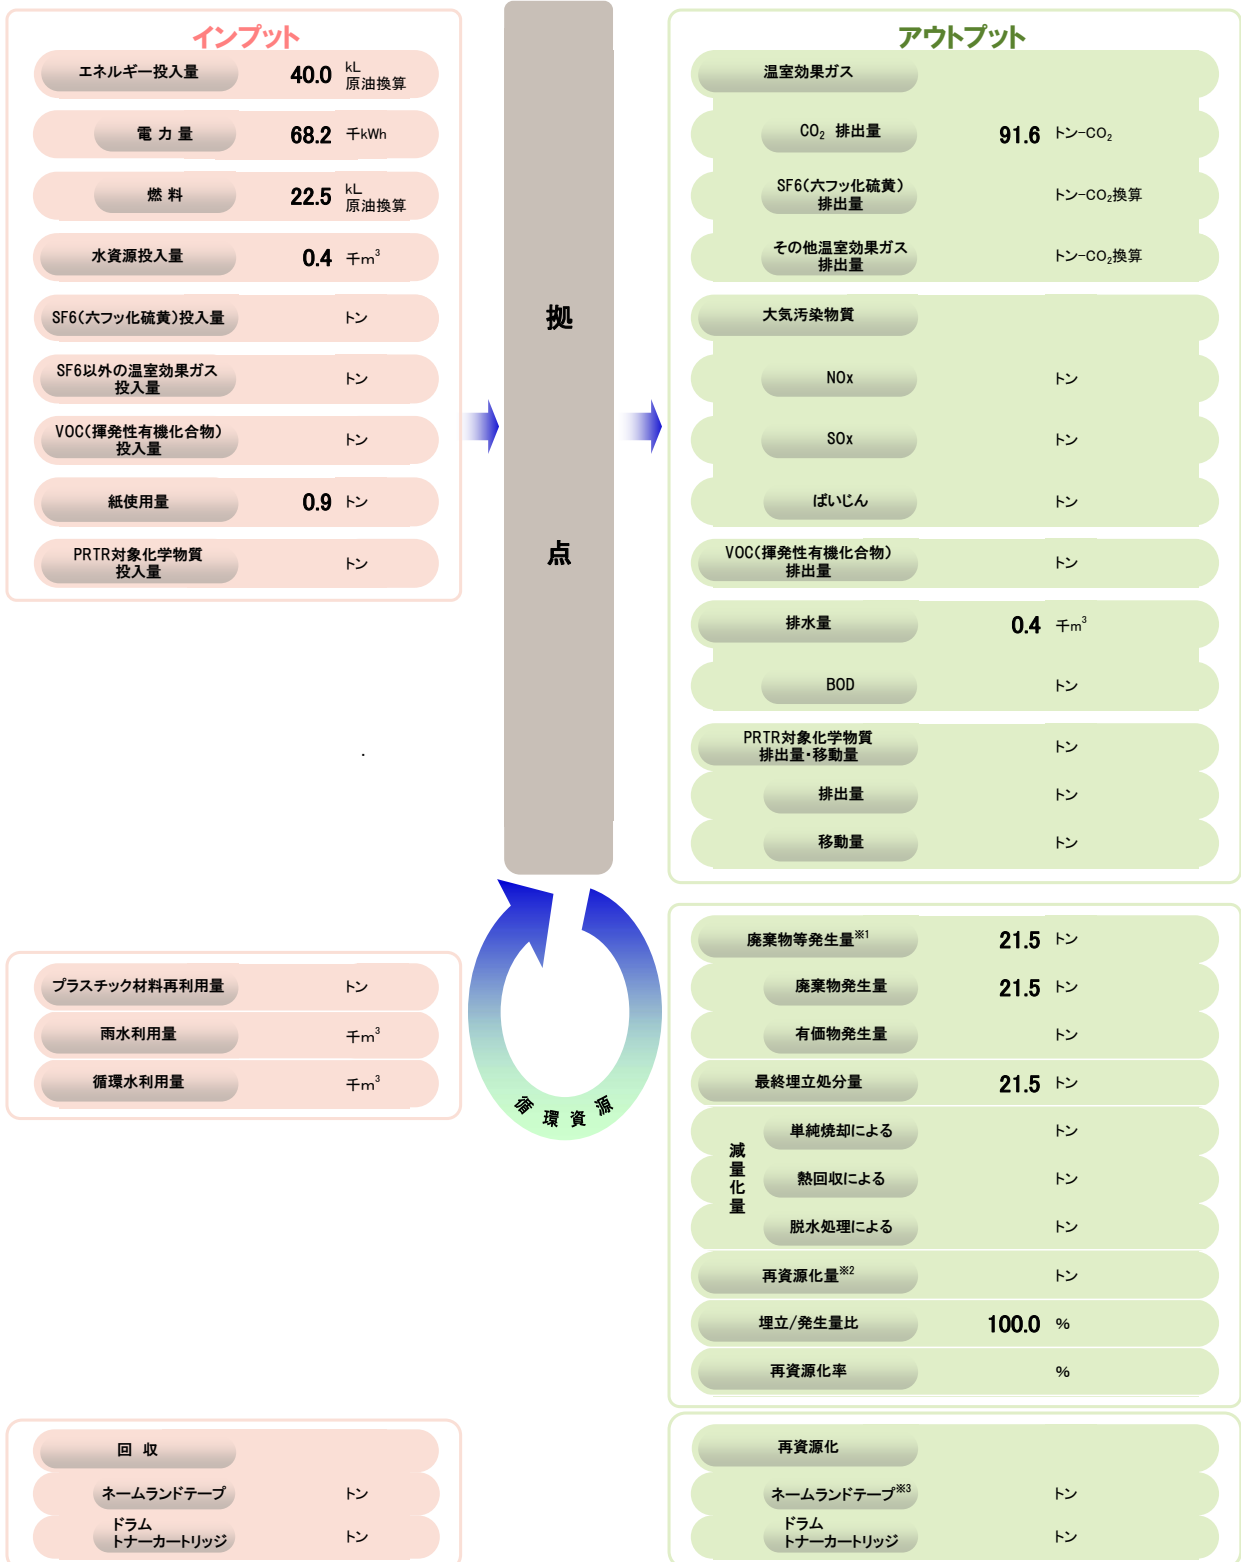 インプット
エネルギー投入量 40.0 kL
原油換算
電 力 量 68.2 千kWh
燃 料 22.5 kL
原油換算
水資源投入量 0.4 千m³
SF6(六フッ化硫黄)投入量 トン
SF6以外の温室効果ガス
投入量 トン
VOC(揮発性有機化合物)
投入量 トン
紙使用量 0.9 トン
PRTR対象化学物質
投入量 トン
拠
点
アウトプット
温室効果ガス
CO₂ 排出量 91.6 トン-CO₂
SF6(六フッ化硫黄)
排出量 トン-CO₂換算
その他温室効果ガス
排出量 トン-CO₂換算
大気汚染物質
NOx トン
SOx トン
ばいじん トン
VOC(揮発性有機化合物)
排出量 トン
排水量 0.4 千m³
BOD トン
PRTR対象化学物質
排出量・移動量 トン
排出量 トン
移動量 トン
プラスチック材料再利用量 トン
雨水利用量 千m³
循環水利用量 千m³
循環資源
廃棄物等発生量※1 21.5 トン
廃棄物発生量 21.5 トン
有価物発生量 トン
最終埋立処分量 21.5 トン
減量化量
単純焼却による トン
熱回収による トン
脱水処理による トン
再資源化量※2 トン
埋立/発生量比 100.0 %
再資源化率 %
回 収
ネームランドテープ トン
ドラム
トナーカートリッジ トン
再資源化
ネームランドテープ※3 トン
ドラム
トナーカートリッジ トン